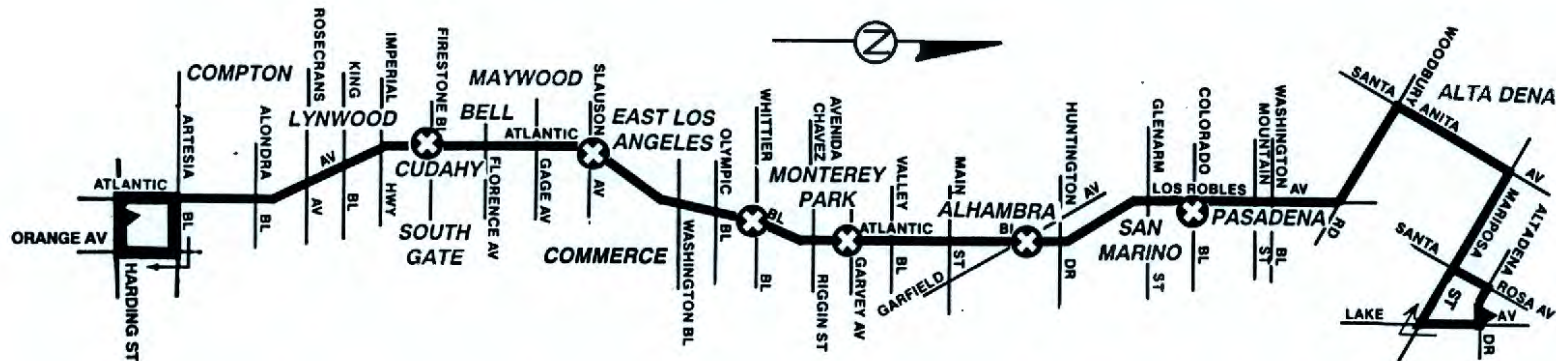 ORANGE AV
HARDING ST
ATLANTIC
ARTESIA
BL
COMPTON
ALONDRA
BL
ROSECRANS
AV
LYNWOOD
KING
BL
AV
IMPERIAL
HWY
FIRESTONE BL
CUDAHY
SOUTH
GATE
BELL
FLORENCE AV
MAYWOOD
ATLANTIC
GAGE AV
SLAUSON
AV
EAST LOS
ANGELES
COMMERCE
WASHINGTON BL
OLYMPIC
BL
WHITTIER
BL
BL
N
AVENIDA
CHAVEZ
MONTEREY
PARK
RIGGIN ST
GARVEY AV
ATLANTIC
VALLEY
BL
MAIN
ST
ALHAMBRA
BL
GARFIELD
AV
HUNTINGTON
DR
GLENARM
ST
SAN
MARINO
LOS ROBLES
AV
COLORADO
BL
PASADENA
MOUNTAIN
ST
WASHINGTON
BL
WOODBURY
RD
SANTA
ANITA
AV
ALTA DENA
MARIPOSA
ST
ALTADENA
DR
SANTA
ROSA AV
LAKE
AV